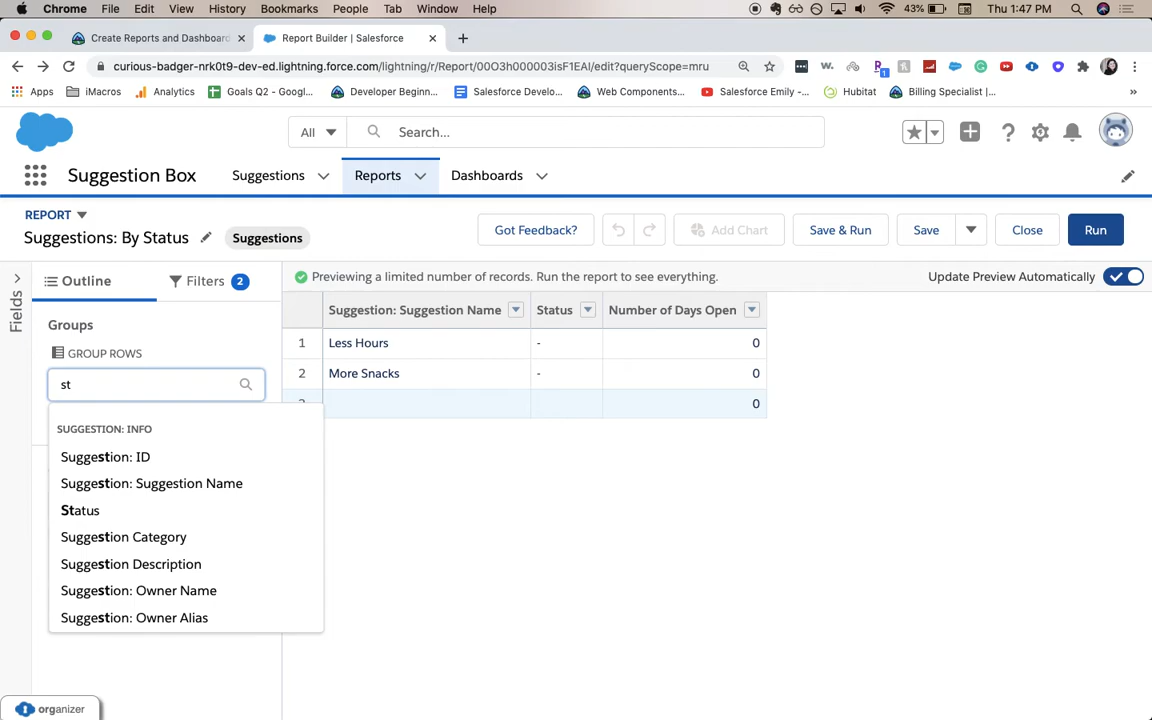 Chrome File Edit View History Bookmarks People Tab Window Help 43% Thu 1:47 PM
Create Reports and Dashboard Report Builder | Salesforce
curious-badger-nrk0t9-dev-ed.lightning.force.com/lightning/r/Report/00O3h000003isF1EAI/edit?queryScope=mru
Apps iMacros Analytics Goals Q2 - Googl... Developer Beginn... Salesforce Develo... Web Components... Salesforce Emily -... Hubitat Billing Specialist |...
All Search...
Suggestion Box Suggestions Reports Dashboards
REPORT
Suggestions: By Status Suggestions Got Feedback? Add Chart Save & Run Save Close Run
Fields
Outline Filters 2 Previewing a limited number of records. Run the report to see everything. Update Preview Automatically
Groups Suggestion: Suggestion Name Status Number of Days Open
GROUP ROWS 1 Less Hours - 0
st 2 More Snacks - 0
0
SUGGESTION: INFO
Suggestion: ID
Suggestion: Suggestion Name
Status
Suggestion Category
Suggestion Description
Suggestion: Owner Name
Suggestion: Owner Alias
organizer